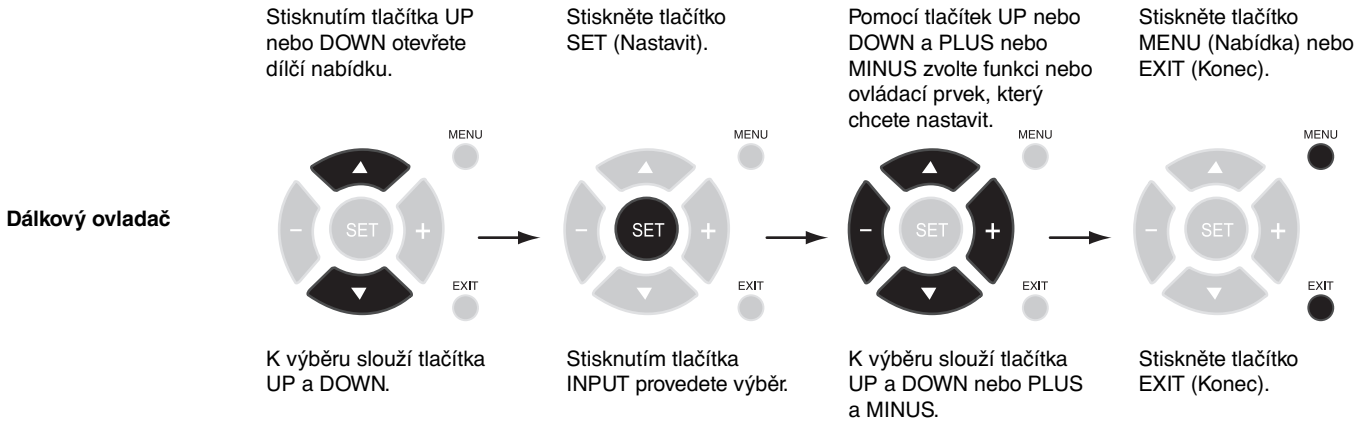 Stisknutím tlačítka UP
nebo DOWN otevřete
dílčí nabídku.
Stiskněte tlačítko
SET (Nastavit).
Pomocí tlačítek UP nebo
DOWN a PLUS nebo
MINUS zvolte funkci nebo
ovládací prvek, který
chcete nastavit.
Stiskněte tlačítko
MENU (Nabídka) nebo
EXIT (Konec).
Dálkový ovladač
MENU
- SET +
EXIT
MENU
- SET +
EXIT
MENU
- SET +
EXIT
MENU
- SET +
EXIT
K výběru slouží tlačítka
UP a DOWN.
Stisknutím tlačítka
INPUT provedete výběr.
K výběru slouží tlačítka
UP a DOWN nebo PLUS
a MINUS.
Stiskněte tlačítko
EXIT (Konec).